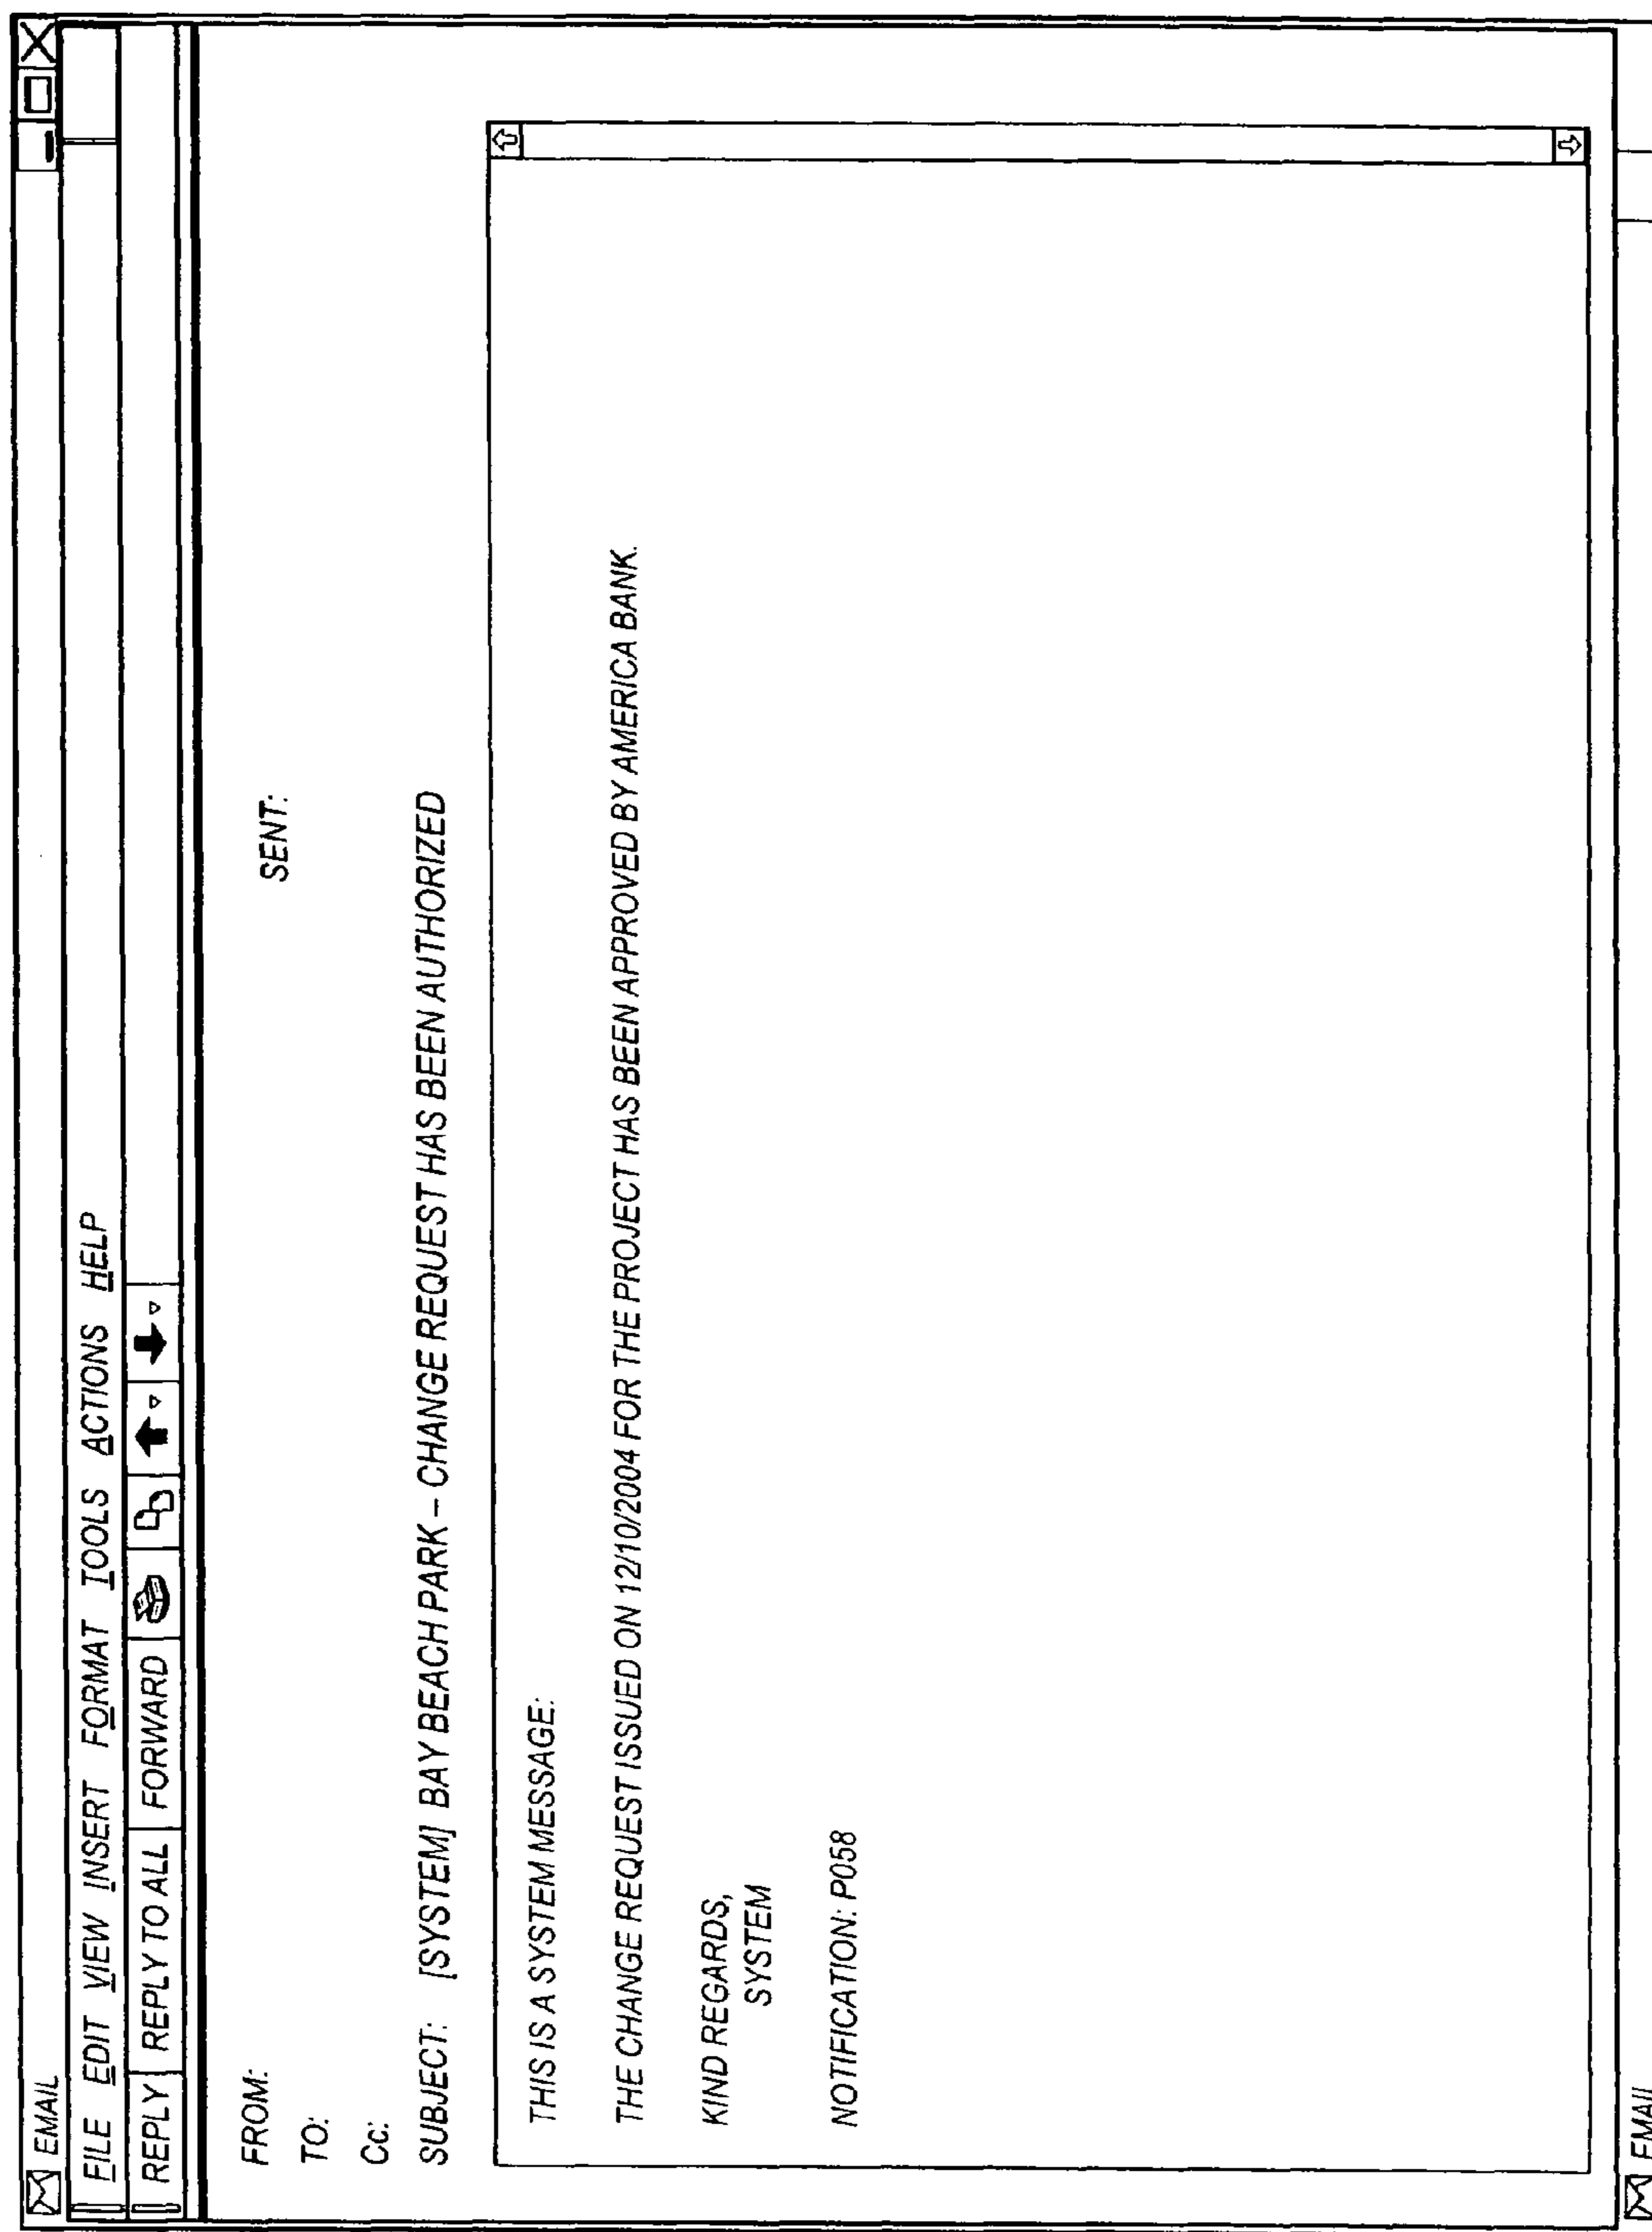 EMAIL
FILE EDIT VIEW INSERT FORMAT TOOLS ACTIONS HELP
REPLY REPLY TO ALL FORWARD
FROM: SENT:
TO:
Cc:
SUBJECT: [SYSTEM] BAY BEACH PARK – CHANGE REQUEST HAS BEEN AUTHORIZED
THIS IS A SYSTEM MESSAGE:
THE CHANGE REQUEST ISSUED ON 12/10/2004 FOR THE PROJECT HAS BEEN APPROVED BY AMERICA BANK.
KIND REGARDS,
SYSTEM
NOTIFICATION: P058
EMAIL